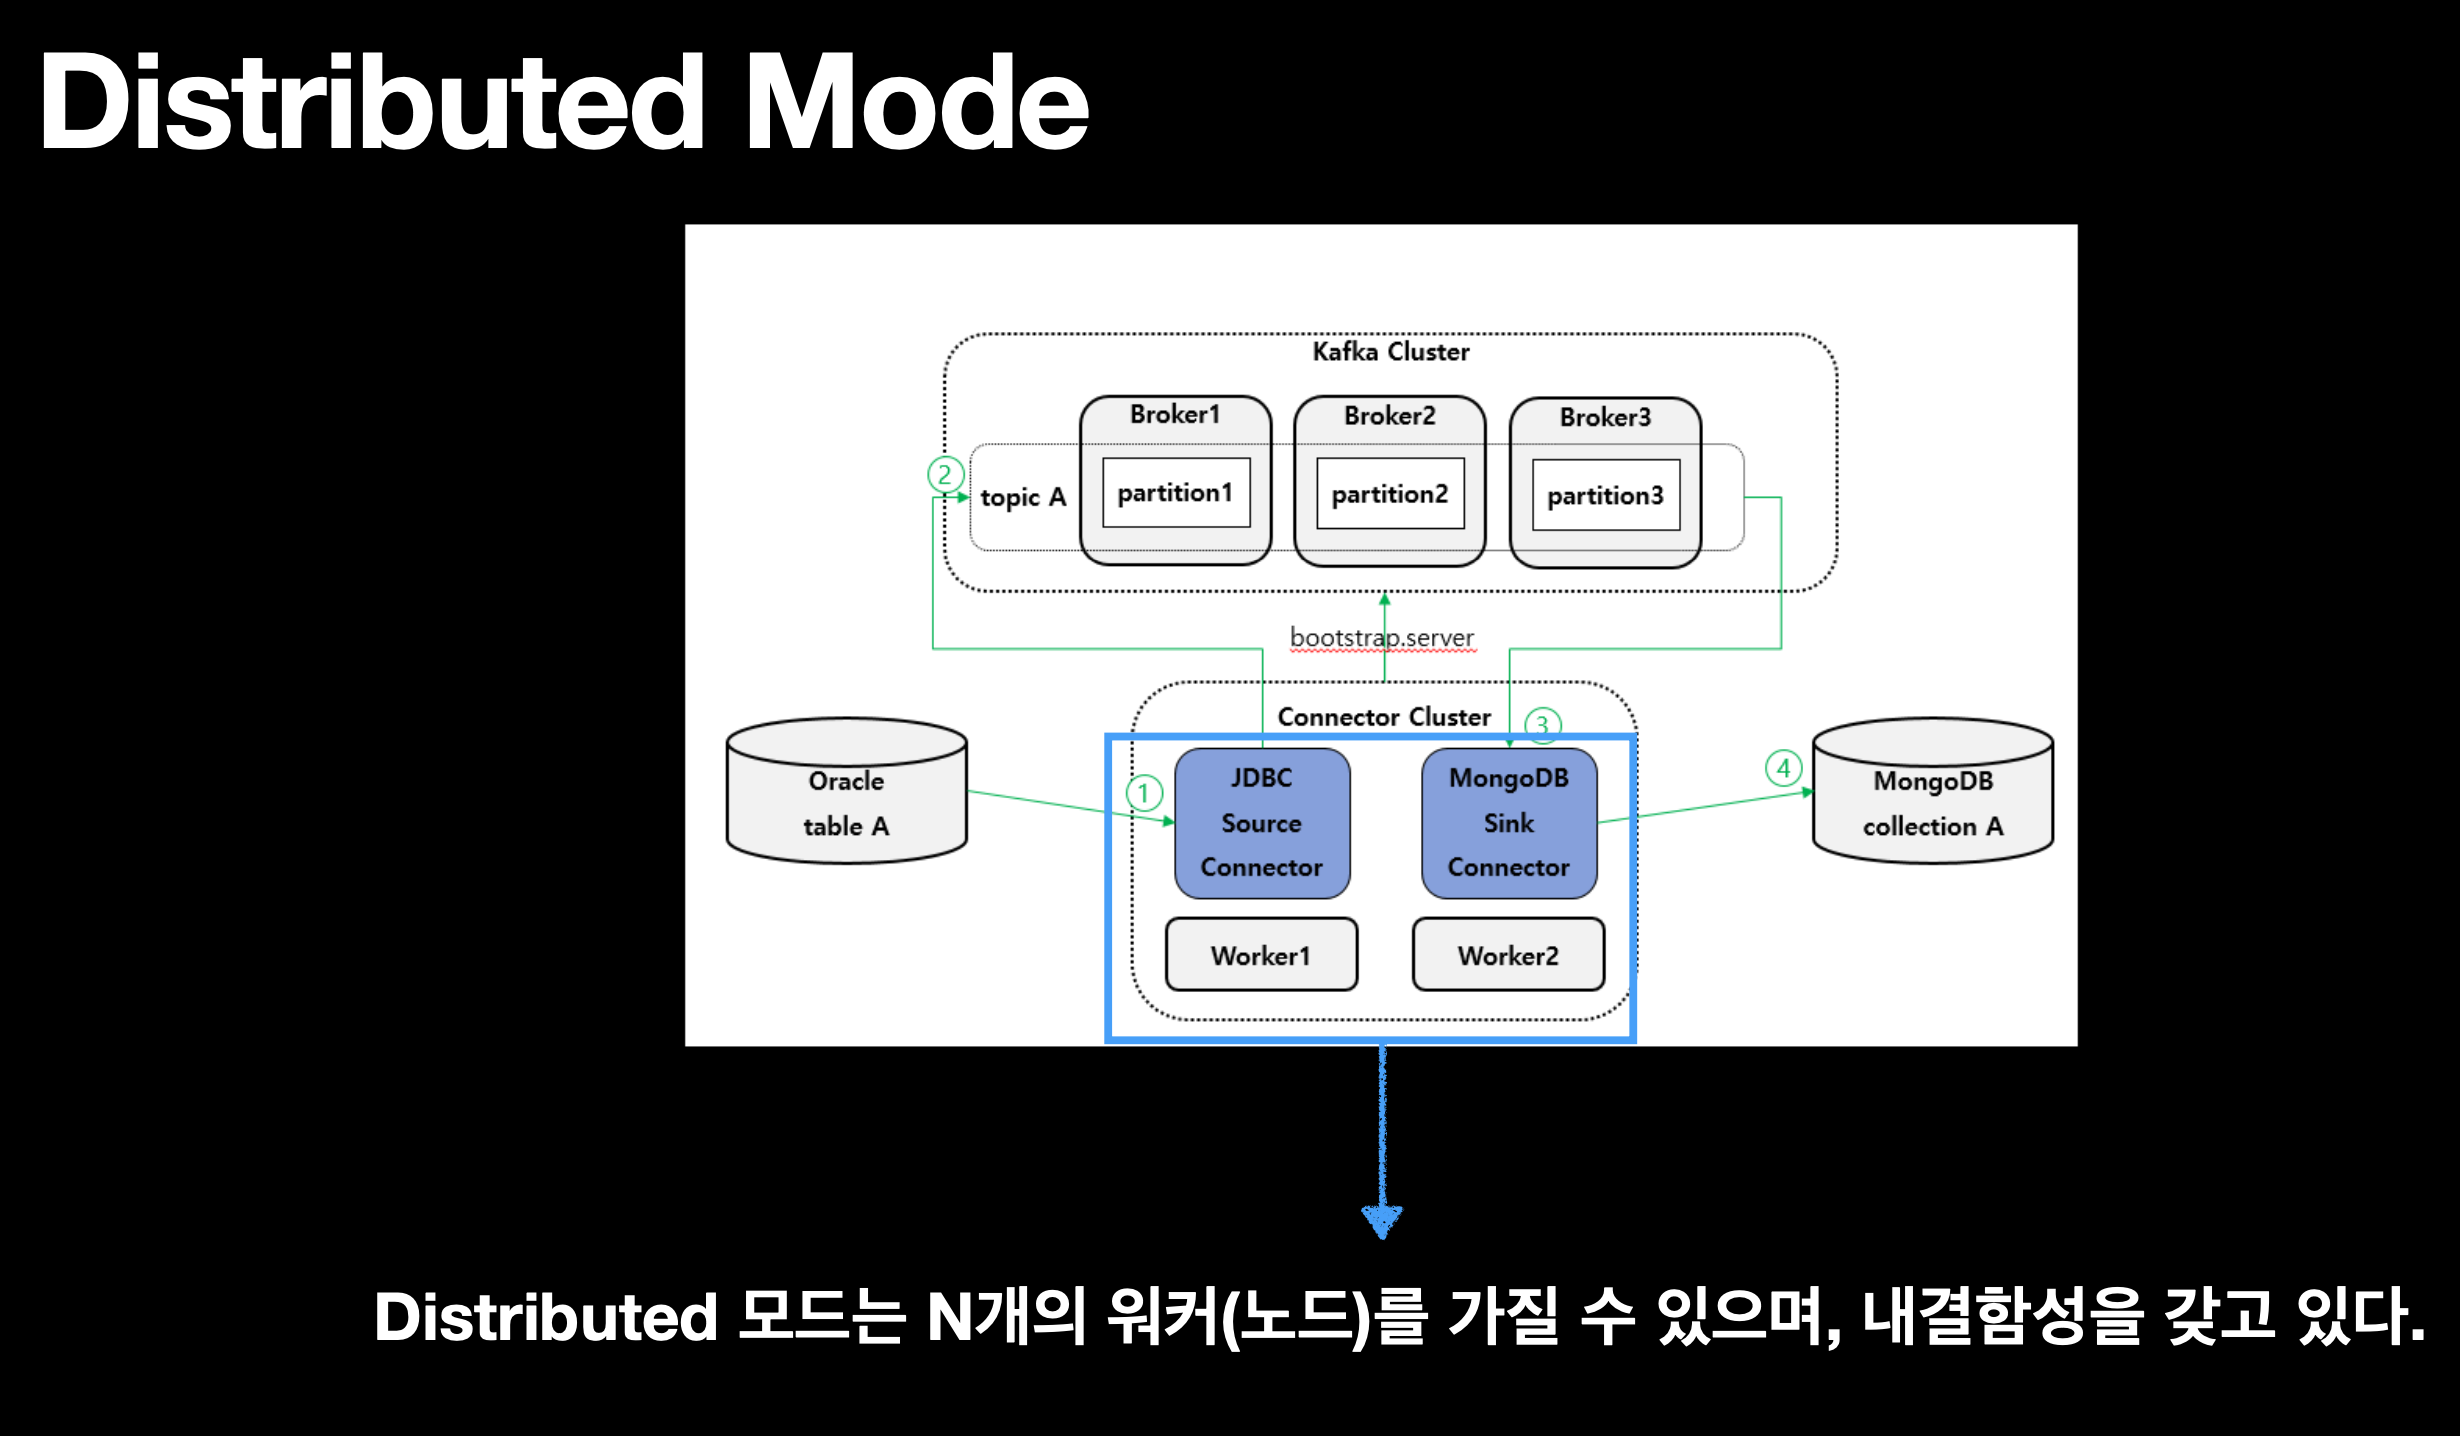 Distributed Mode
Kafka Cluster
Broker1
Broker2
Broker3
②
topic A
partition1
partition2
partition3
bootstrap.server
Connector Cluster
③
Oracle
table A
①
JDBC
Source
Connector
MongoDB
Sink
Connector
④
MongoDB
collection A
Worker1
Worker2
Distributed 모드는 N개의 워커(노드)를 가질 수 있으며, 내결함성을 갖고 있다.